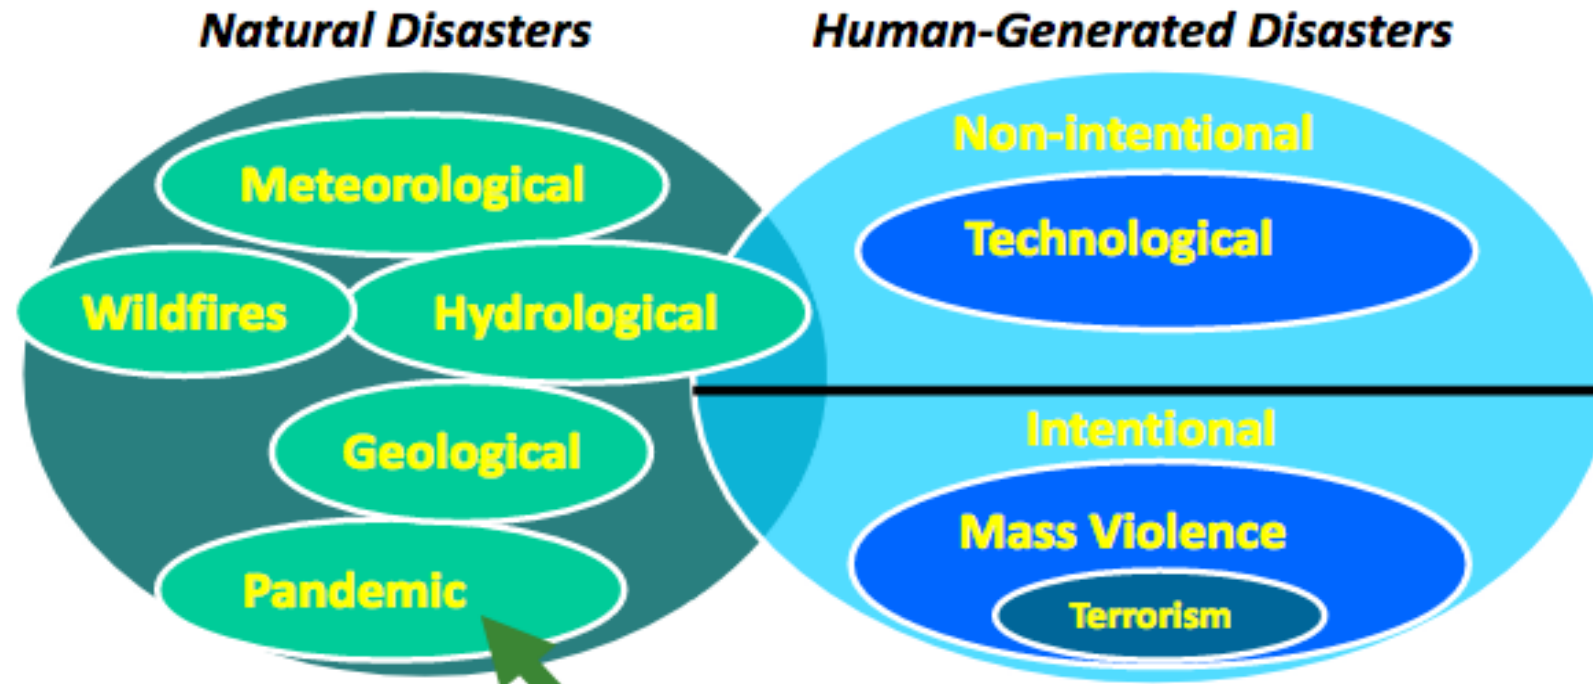 Natural Disasters
Human-Generated Disasters
Meteorological
Wildfires
Hydrological
Geological
Pandemic
Non-intentional
Technological
Intentional
Mass Violence
Terrorism